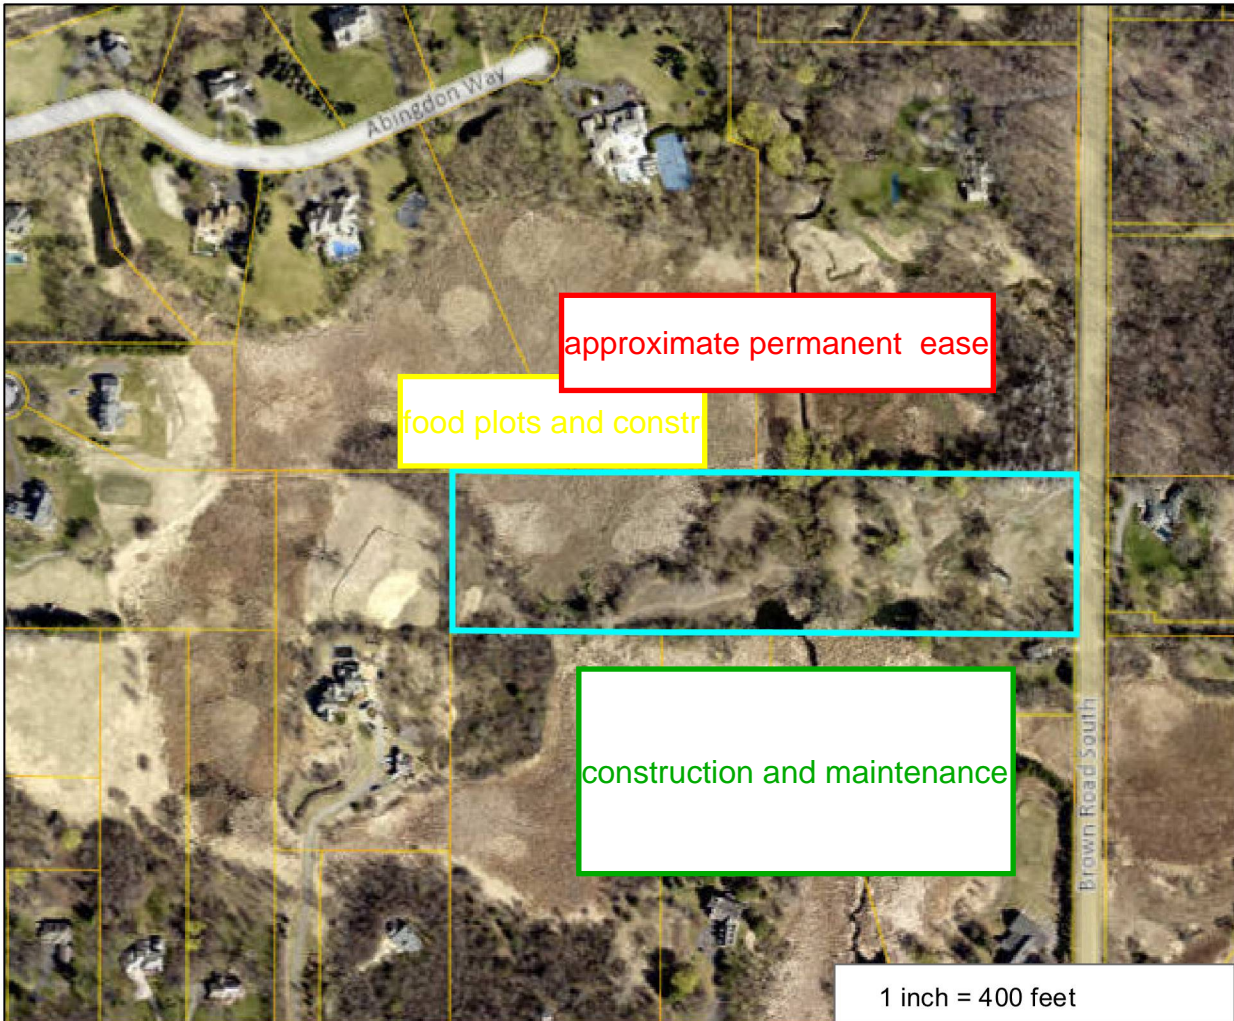 Abingdon Way
approximate permanent ease
food plots and constr
construction and maintenance
Brown Road South
1 inch = 400 feet